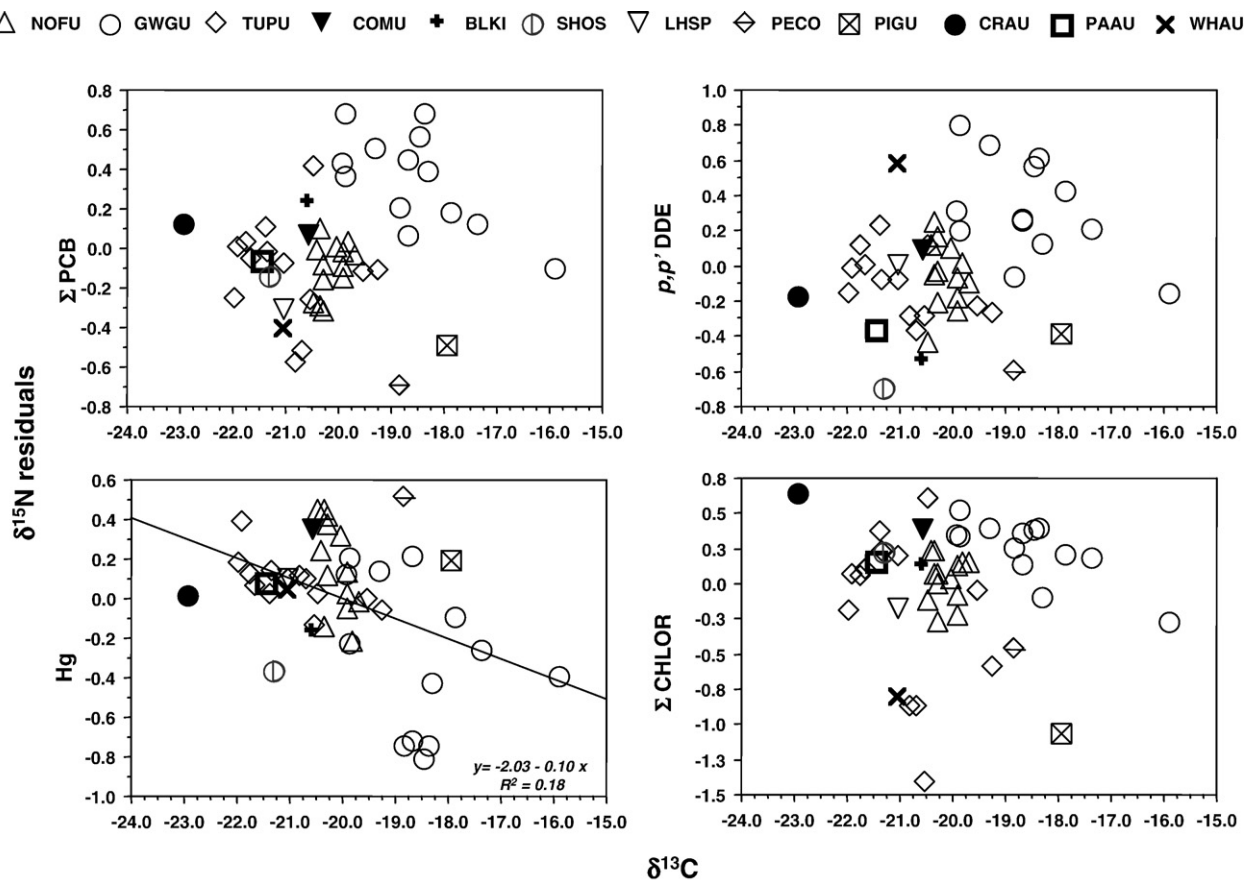 NOFU GWGU TUPU COMU BLKI SHOS LHSP PECO PIGU CRAU PAAU WHAU
δ¹⁵N residuals
Σ PCB
0.8
0.6
0.4
0.2
0.0
-0.2
-0.4
-0.6
-0.8
-24.0 -23.0 -22.0 -21.0 -20.0 -19.0 -18.0 -17.0 -16.0 -15.0
p,p' DDE
1.0
0.8
0.6
0.4
0.2
0.0
-0.2
-0.4
-0.6
-0.8
-24.0 -23.0 -22.0 -21.0 -20.0 -19.0 -18.0 -17.0 -16.0 -15.0
Hg
0.6
0.4
0.2
0.0
-0.2
-0.4
-0.6
-0.8
-1.0
y= -2.03 - 0.10 x
R² = 0.18
-24.0 -23.0 -22.0 -21.0 -20.0 -19.0 -18.0 -17.0 -16.0 -15.0
Σ CHLOR
0.8
0.5
0.3
0.0
-0.3
-0.5
-0.8
-1.0
-1.3
-1.5
-24.0 -23.0 -22.0 -21.0 -20.0 -19.0 -18.0 -17.0 -16.0 -15.0
δ¹³C